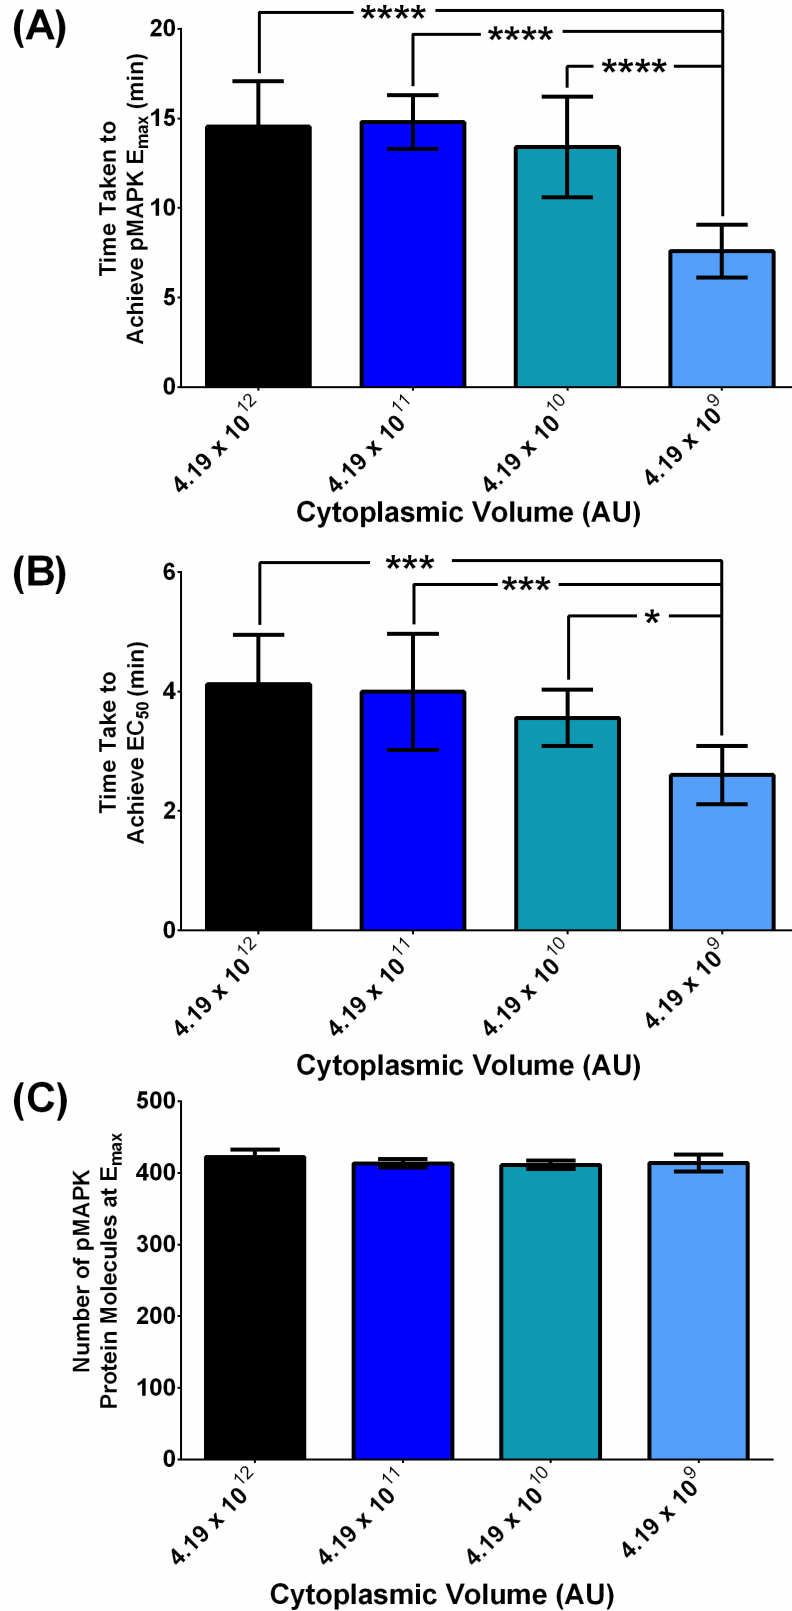 (A)
****
****
****
Time Taken to
Achieve pMAPK Emax (min)
20
15
10
5
0
4.19 x 10^12
4.19 x 10^11
4.19 x 10^10
4.19 x 10^9
Cytoplasmic Volume (AU)
(B)
***
***
*
Time Take to
Achieve EC50 (min)
6
4
2
0
4.19 x 10^12
4.19 x 10^11
4.19 x 10^10
4.19 x 10^9
Cytoplasmic Volume (AU)
(C)
Number of pMAPK
Protein Molecules at Emax
500
400
300
200
100
0
4.19 x 10^12
4.19 x 10^11
4.19 x 10^10
4.19 x 10^9
Cytoplasmic Volume (AU)